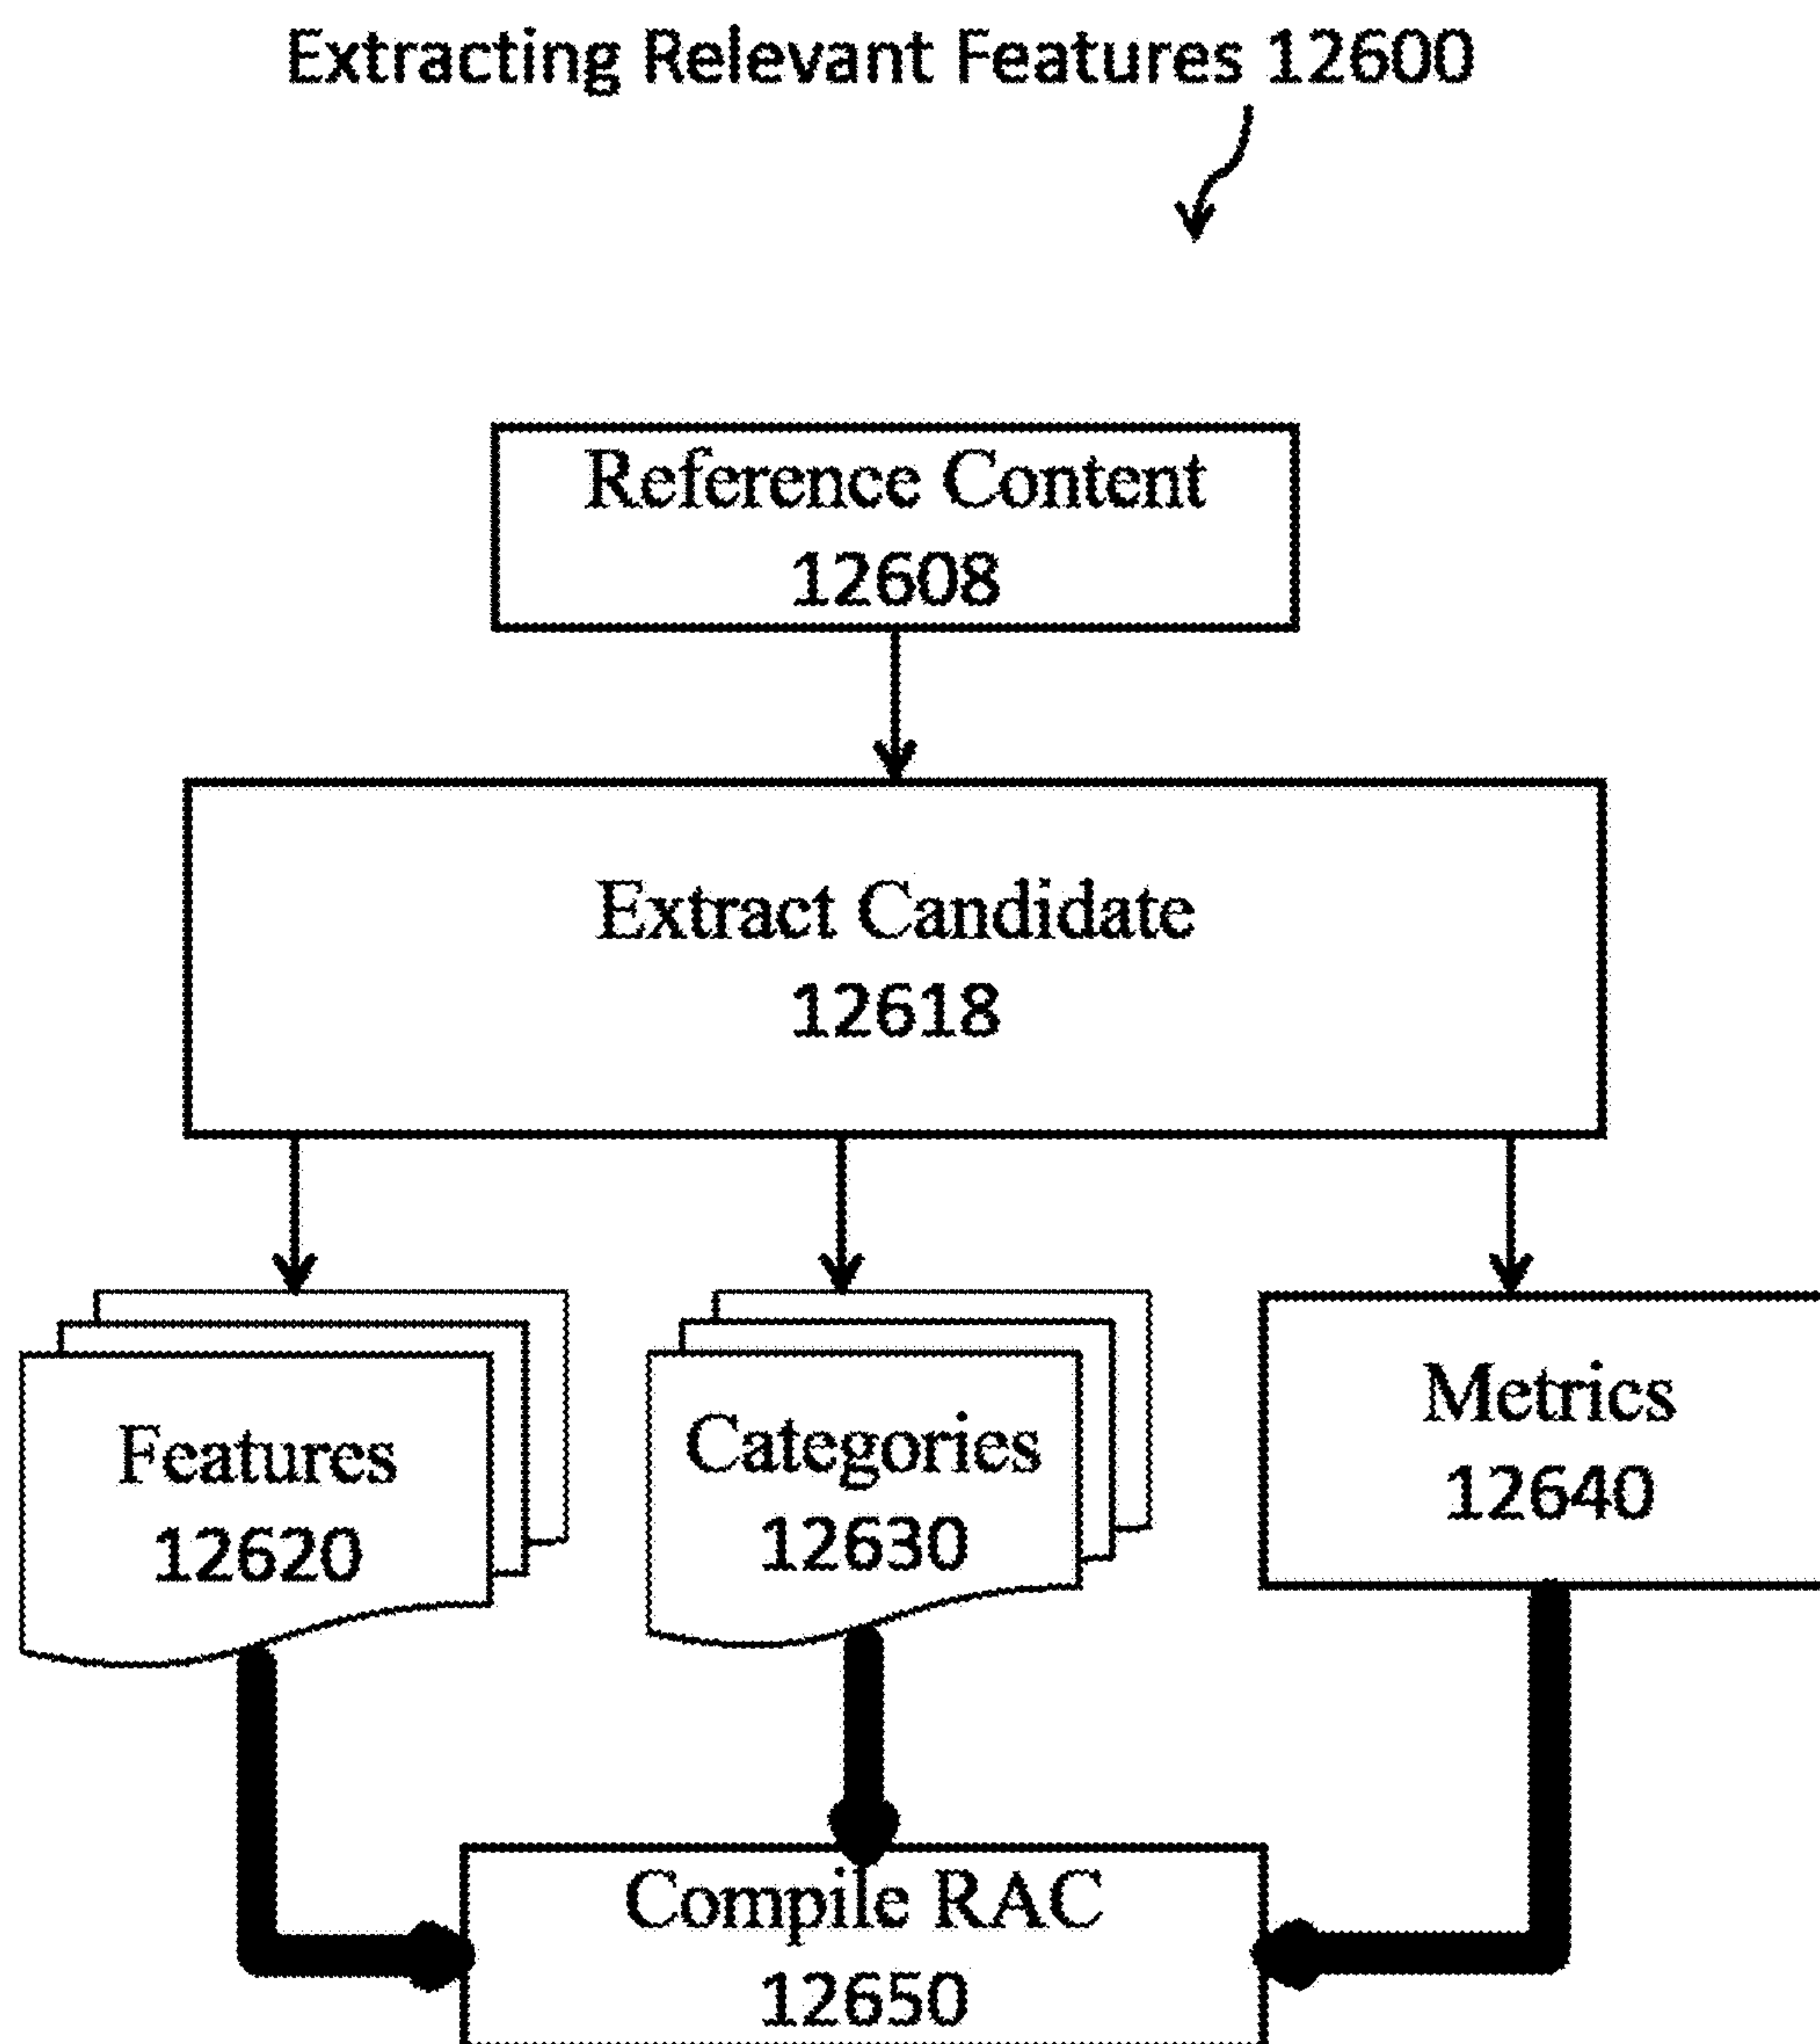 Extracting Relevant Features 12600
Reference Content
12608
Extract Candidate
12618
Features
12620
Categories
12630
Metrics
12640
Compile RAC
12650